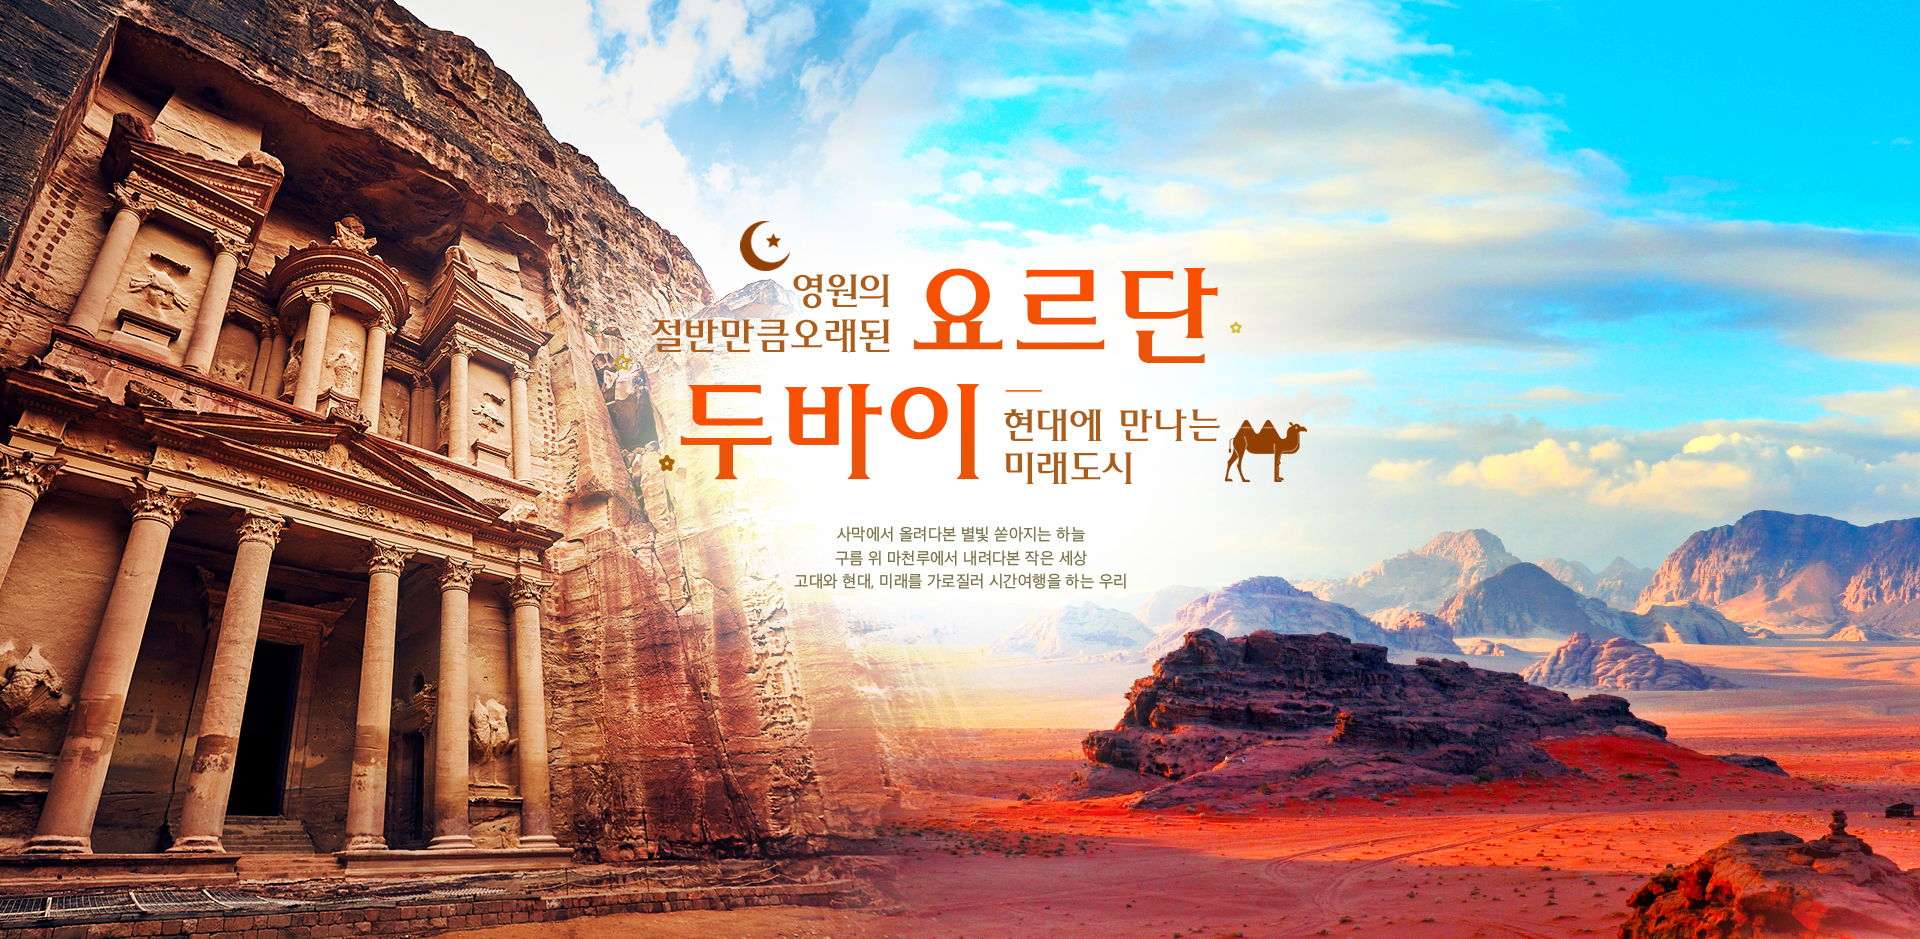 영원의
절반만큼오래된 요르단
두바이 현대에 만나는
미래도시
사막에서 올려다본 별빛 쏟아지는 하늘
구름 위 마천루에서 내려다본 작은 세상
고대와 현대, 미래를 가로질러 시간여행을 하는 우리